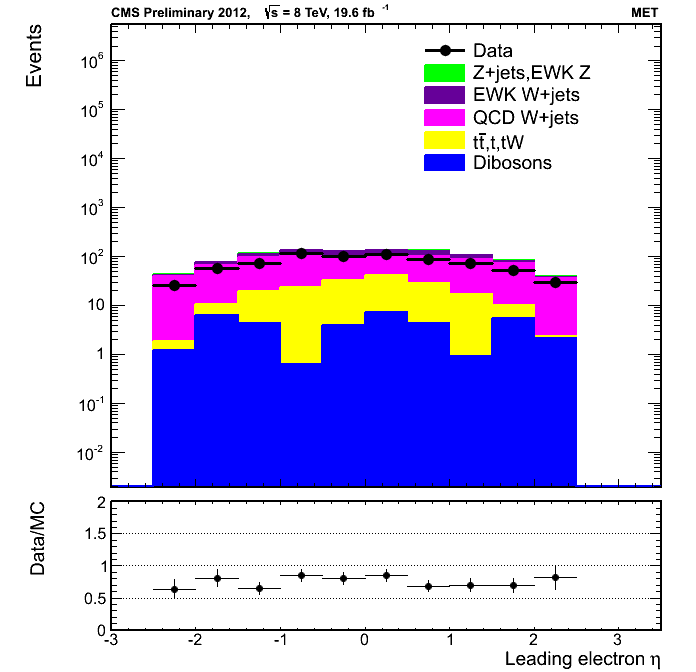 CMS Preliminary 2012, √s = 8 TeV, 19.6 fb⁻¹ MET
Events
Data
Z+jets,EWK Z
EWK W+jets
QCD W+jets
tt̄,t,tW
Dibosons
10⁶
10⁵
10⁴
10³
10²
10
1
10⁻¹
10⁻²
Data/MC
2
1.5
1
0.5
0
-3 -2 -1 0 1 2 3
Leading electron η